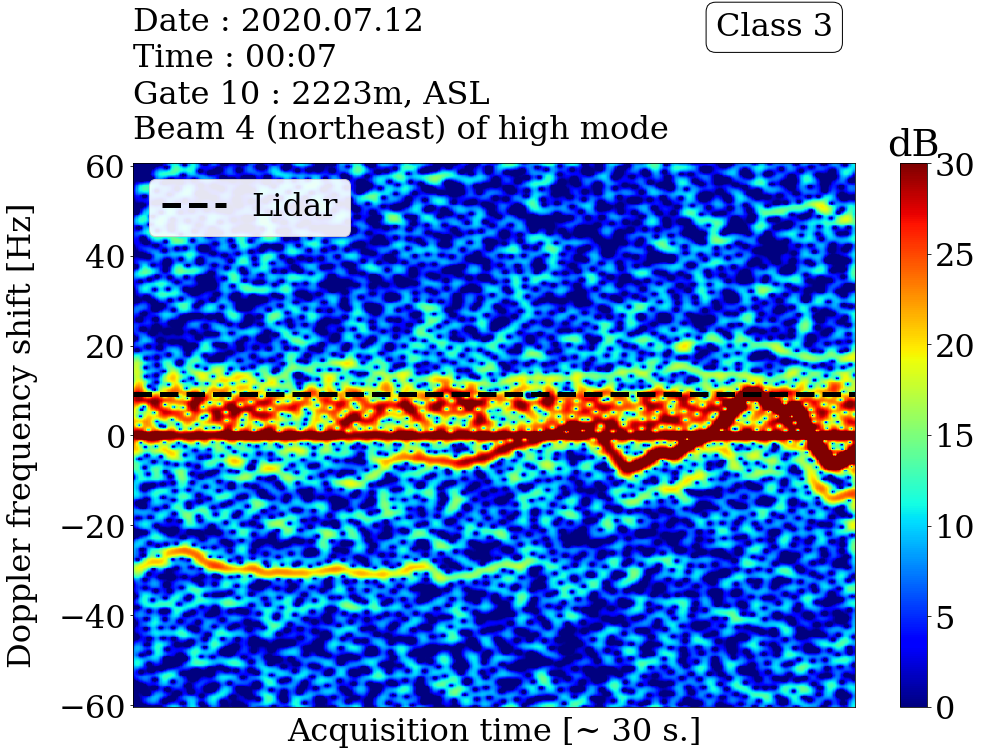 Date : 2020.07.12
Time : 00:07
Gate 10 : 2223m, ASL
Beam 4 (northeast) of high mode
Class 3
dB
Lidar
Doppler frequency shift [Hz]
60
40
20
0
−20
−40
−60
Acquisition time [~ 30 s.]
30
25
20
15
10
5
0